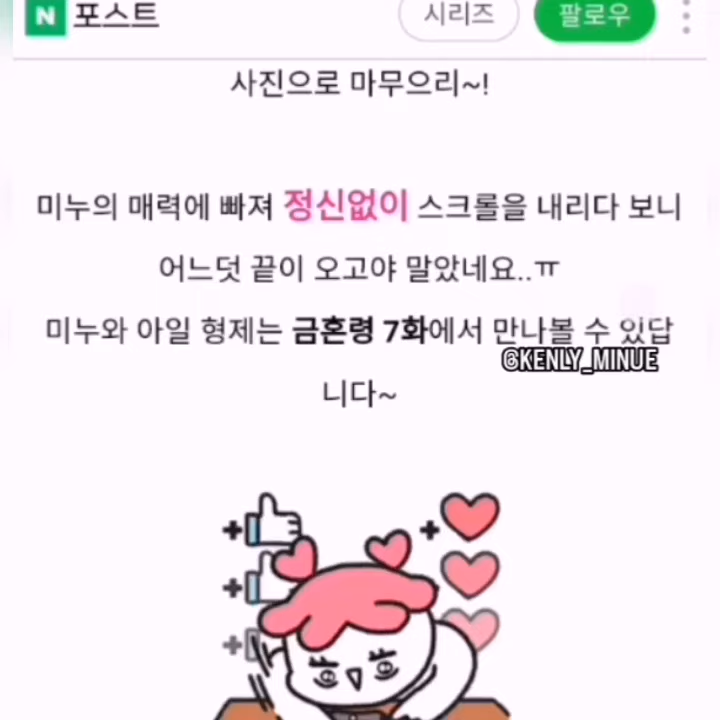 N 포스트 시리즈 팔로우
사진으로 마무으리~!
미누의 매력에 빠져 정신없이 스크롤을 내리다 보니
어느덧 끝이 오고야 말았네요..ㅠ
미누와 아일 형제는 금혼령 7화에서 만나볼 수 있답
@KENLY_MINUE
니다~